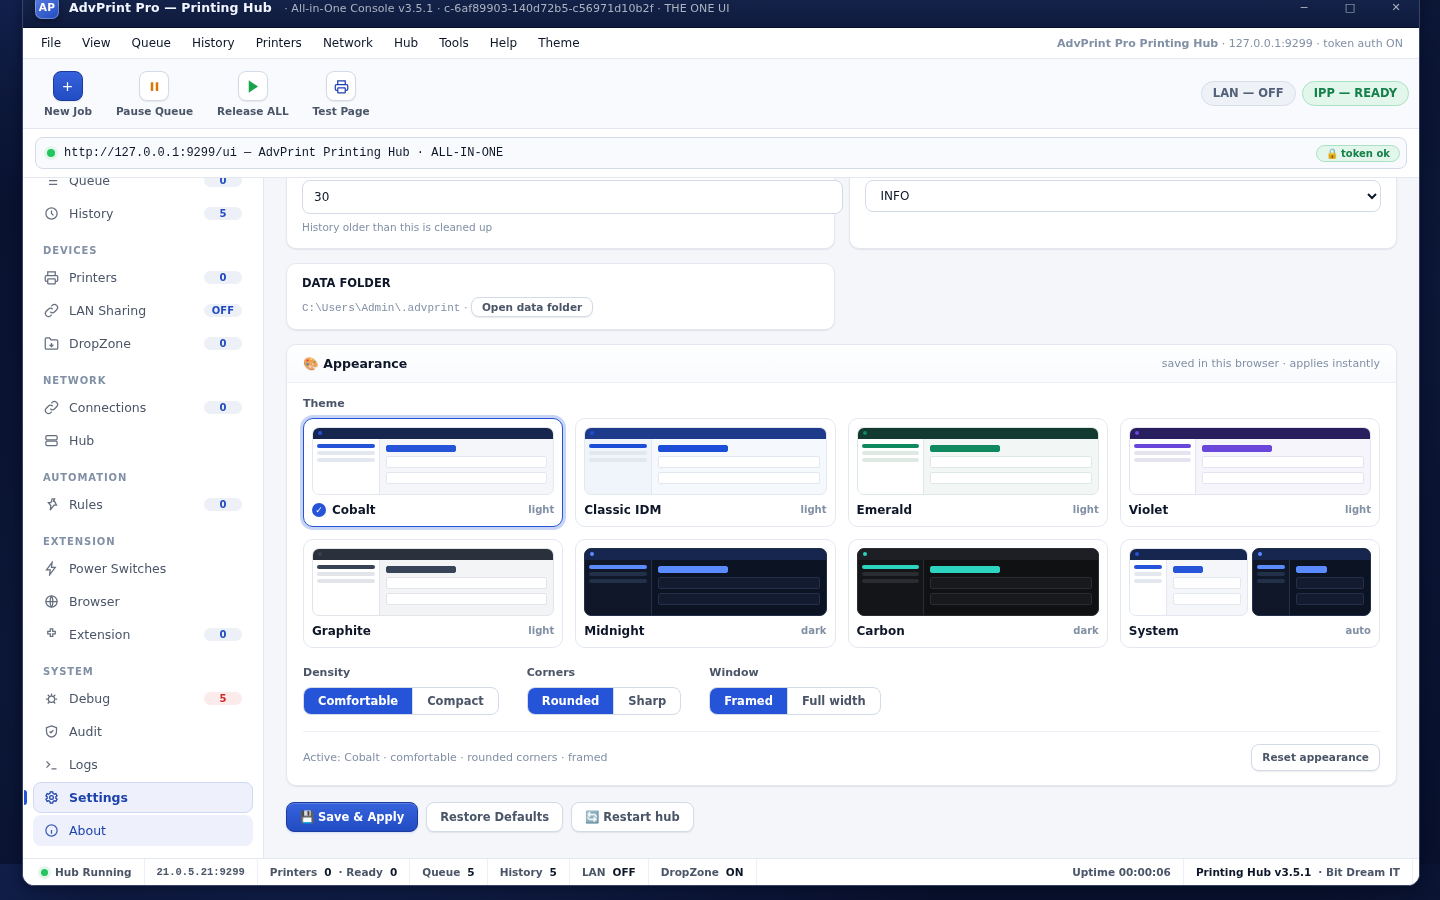 AP AdvPrint Pro — Printing Hub · All-in-One Console v3.5.1 · c-6af89903-140d72b5-c56971d10b2f · THE ONE UI
File View Queue History Printers Network Hub Tools Help Theme AdvPrint Pro Printing Hub · 127.0.0.1:9299 · token auth ON
New Job Pause Queue Release ALL Test Page LAN — OFF IPP — READY
http://127.0.0.1:9299/ui — AdvPrint Printing Hub · ALL-IN-ONE 🔒 token ok
Queue 0
History 5
DEVICES
Printers 0
LAN Sharing OFF
DropZone 0
NETWORK
Connections 0
Hub
AUTOMATION
Rules 0
EXTENSION
Power Switches
Browser
Extension 0
SYSTEM
Debug 5
Audit
Logs
Settings
About
30
History older than this is cleaned up
INFO
DATA FOLDER
C:\Users\Admin\.advprint · Open data folder
🎨 Appearance saved in this browser · applies instantly
Theme
Cobalt light
Classic IDM light
Emerald light
Violet light
Graphite light
Midnight dark
Carbon dark
System auto
Density Corners Window
Comfortable Compact Rounded Sharp Framed Full width
Active: Cobalt · comfortable · rounded corners · framed Reset appearance
💾 Save & Apply Restore Defaults 🔄 Restart hub
Hub Running 21.0.5.21:9299 Printers 0 · Ready 0 Queue 5 History 5 LAN OFF DropZone ON Uptime 00:00:06 Printing Hub v3.5.1 · Bit Dream IT